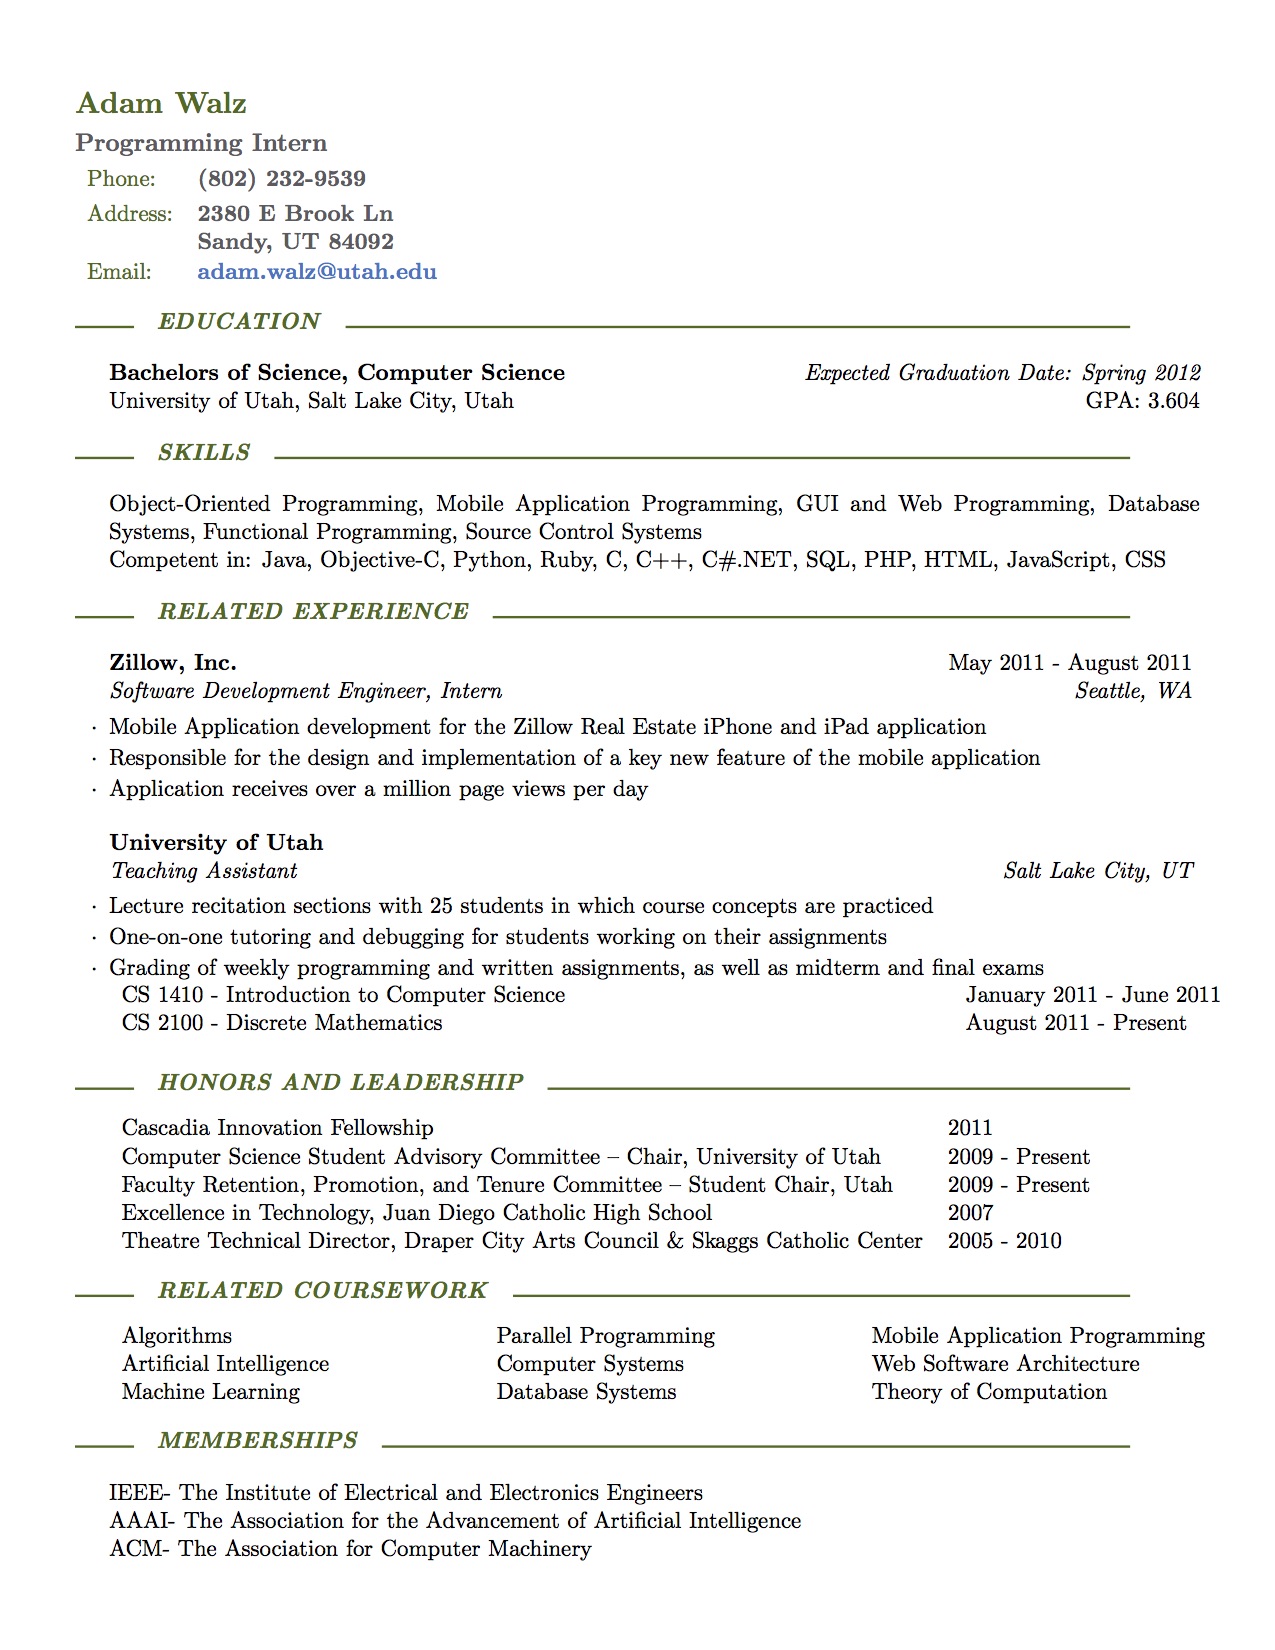 Adam Walz
Programming Intern
Phone: (802) 232-9539
Address: 2380 E Brook Ln
Sandy, UT 84092
Email: adam.walz@utah.edu
EDUCATION
Bachelors of Science, Computer Science Expected Graduation Date: Spring 2012
University of Utah, Salt Lake City, Utah GPA: 3.604
SKILLS
Object-Oriented Programming, Mobile Application Programming, GUI and Web Programming, Database
Systems, Functional Programming, Source Control Systems
Competent in: Java, Objective-C, Python, Ruby, C, C++, C#.NET, SQL, PHP, HTML, JavaScript, CSS
RELATED EXPERIENCE
Zillow, Inc. May 2011 - August 2011
Software Development Engineer, Intern Seattle, WA
· Mobile Application development for the Zillow Real Estate iPhone and iPad application
· Responsible for the design and implementation of a key new feature of the mobile application
· Application receives over a million page views per day
University of Utah
Teaching Assistant Salt Lake City, UT
· Lecture recitation sections with 25 students in which course concepts are practiced
· One-on-one tutoring and debugging for students working on their assignments
· Grading of weekly programming and written assignments, as well as midterm and final exams
CS 1410 - Introduction to Computer Science January 2011 - June 2011
CS 2100 - Discrete Mathematics August 2011 - Present
HONORS AND LEADERSHIP
Cascadia Innovation Fellowship 2011
Computer Science Student Advisory Committee – Chair, University of Utah 2009 - Present
Faculty Retention, Promotion, and Tenure Committee – Student Chair, Utah 2009 - Present
Excellence in Technology, Juan Diego Catholic High School 2007
Theatre Technical Director, Draper City Arts Council & Skaggs Catholic Center 2005 - 2010
RELATED COURSEWORK
Algorithms Parallel Programming Mobile Application Programming
Artificial Intelligence Computer Systems Web Software Architecture
Machine Learning Database Systems Theory of Computation
MEMBERSHIPS
IEEE- The Institute of Electrical and Electronics Engineers
AAAI- The Association for the Advancement of Artificial Intelligence
ACM- The Association for Computer Machinery